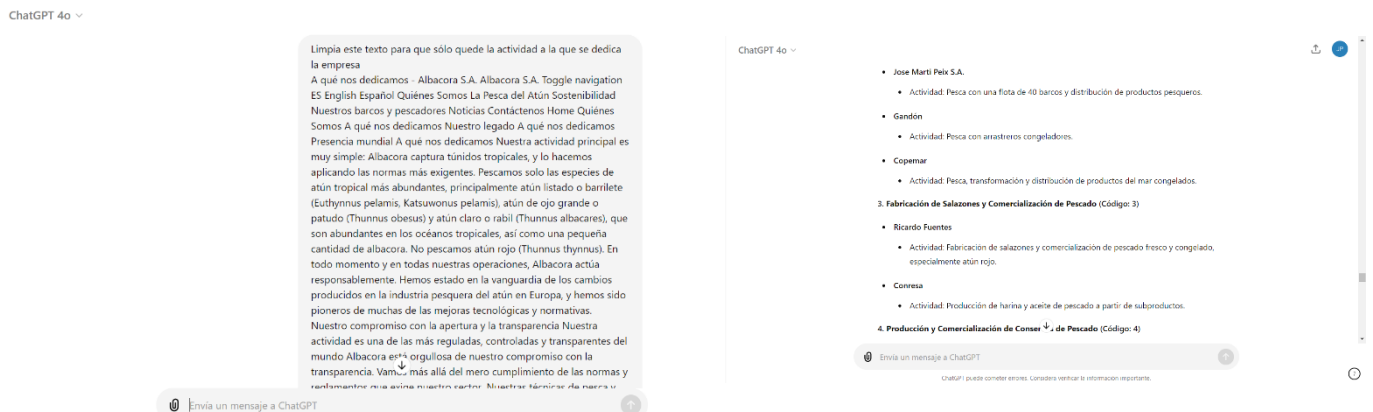 ChatGPT 4o
Limpia este texto para que sólo quede la actividad a la que se dedica
la empresa
A qué nos dedicamos - Albacora S.A. Albacora S.A. Toggle navigation
ES English Español Quiénes Somos La Pesca del Atún Sostenibilidad
Nuestros barcos y pescadores Noticias Contáctenos Home Quiénes
Somos A qué nos dedicamos Nuestro legado A qué nos dedicamos
Presencia mundial A qué nos dedicamos Nuestra actividad principal es
muy simple: Albacora captura túnidos tropicales, y lo hacemos
aplicando las normas más exigentes. Pescamos solo las especies de
atún tropical más abundantes, principalmente atún listado o barrilete
(Euthynnus pelamis, Katsuwonus pelamis), atún de ojo grande o
patudo (Thunnus obesus) y atún claro o rabil (Thunnus albacares), que
son abundantes en los océanos tropicales, así como una pequeña
cantidad de albacora. No pescamos atún rojo (Thunnus thynnus). En
todo momento y en todas nuestras operaciones, Albacora actúa
responsablemente. Hemos estado en la vanguardia de los cambios
producidos en la industria pesquera del atún en Europa, y hemos sido
pioneros de muchas de las mejoras tecnológicas y normativas.
Nuestro compromiso con la apertura y la transparencia Nuestra
actividad es una de las más reguladas, controladas y transparentes del
mundo Albacora está orgullosa de nuestro compromiso con la
transparencia. Vamos más allá del mero cumplimiento de las normas y
reglamentos que exige nuestro sector. Nuestras técnicas de pesca y
Envía un mensaje a ChatGPT
ChatGPT 4o
JP
• Jose Marti Peix S.A.
• Actividad: Pesca con una flota de 40 barcos y distribución de productos pesqueros.
• Gandón
• Actividad: Pesca con arrastreros congeladores.
• Copemar
• Actividad: Pesca, transformación y distribución de productos del mar congelados.
3. Fabricación de Salazones y Comercialización de Pescado (Código: 3)
• Ricardo Fuentes
• Actividad: Fabricación de salazones y comercialización de pescado fresco y congelado,
especialmente atún rojo.
• Conresa
• Actividad: Producción de harina y aceite de pescado a partir de subproductos.
4. Producción y Comercialización de Conser de Pescado (Código: 4)
Envía un mensaje a ChatGPT
ChatGPT puede cometer errores. Considera verificar la información importante.